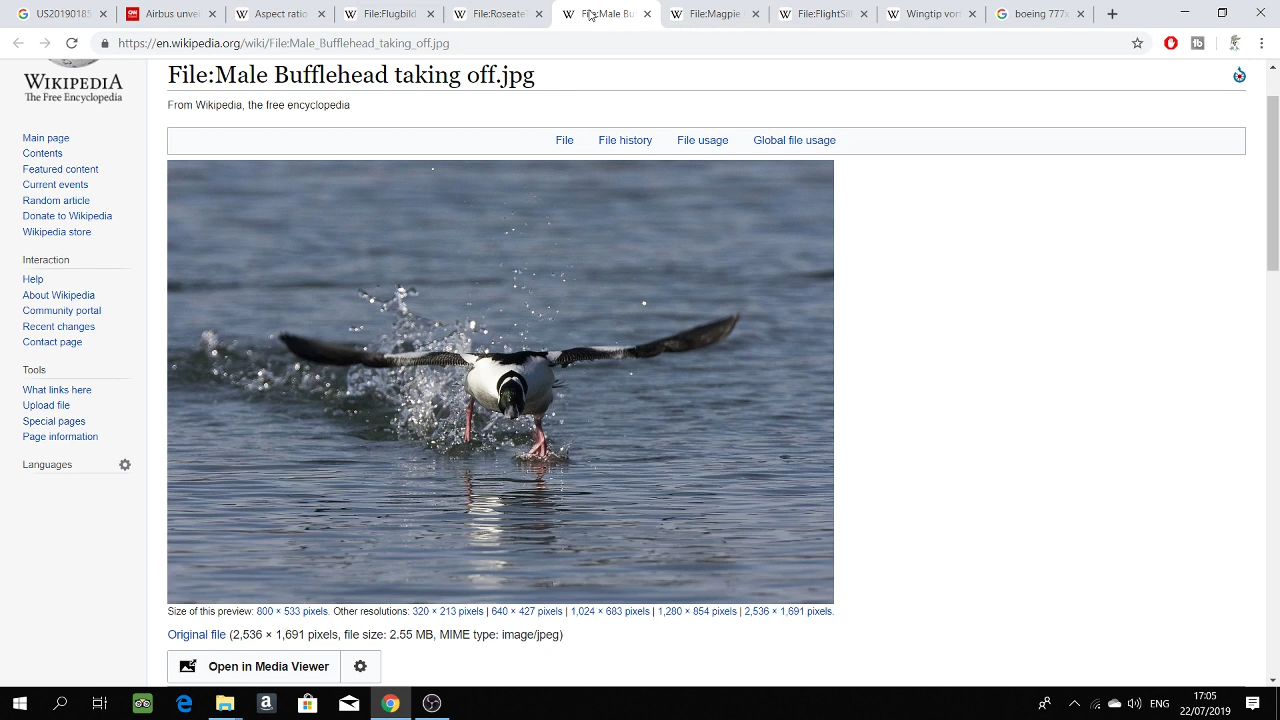 US20190185
Airbus unve
Aspect ratio
File:Flugbild
File:Roseate
File:Male Bu
File:Magpie
Wingtip vort
boeing 777x
https://en.wikipedia.org/wiki/File:Male_Bufflehead_taking_off.jpg
WIKIPEDIA
The Free Encyclopedia
File:Male Bufflehead taking off.jpg
From Wikipedia, the free encyclopedia
File File history File usage Global file usage
Main page
Contents
Featured content
Current events
Random article
Donate to Wikipedia
Wikipedia store
Interaction
Help
About Wikipedia
Community portal
Recent changes
Contact page
Tools
What links here
Upload file
Special pages
Page information
Languages
Size of this preview: 800 × 533 pixels. Other resolutions: 320 × 213 pixels | 640 × 427 pixels | 1,024 × 683 pixels | 1,280 × 854 pixels | 2,536 × 1,691 pixels.
Original file (2,536 × 1,691 pixels, file size: 2.55 MB, MIME type: image/jpeg)
Open in Media Viewer
ENG
17:05
22/07/2019